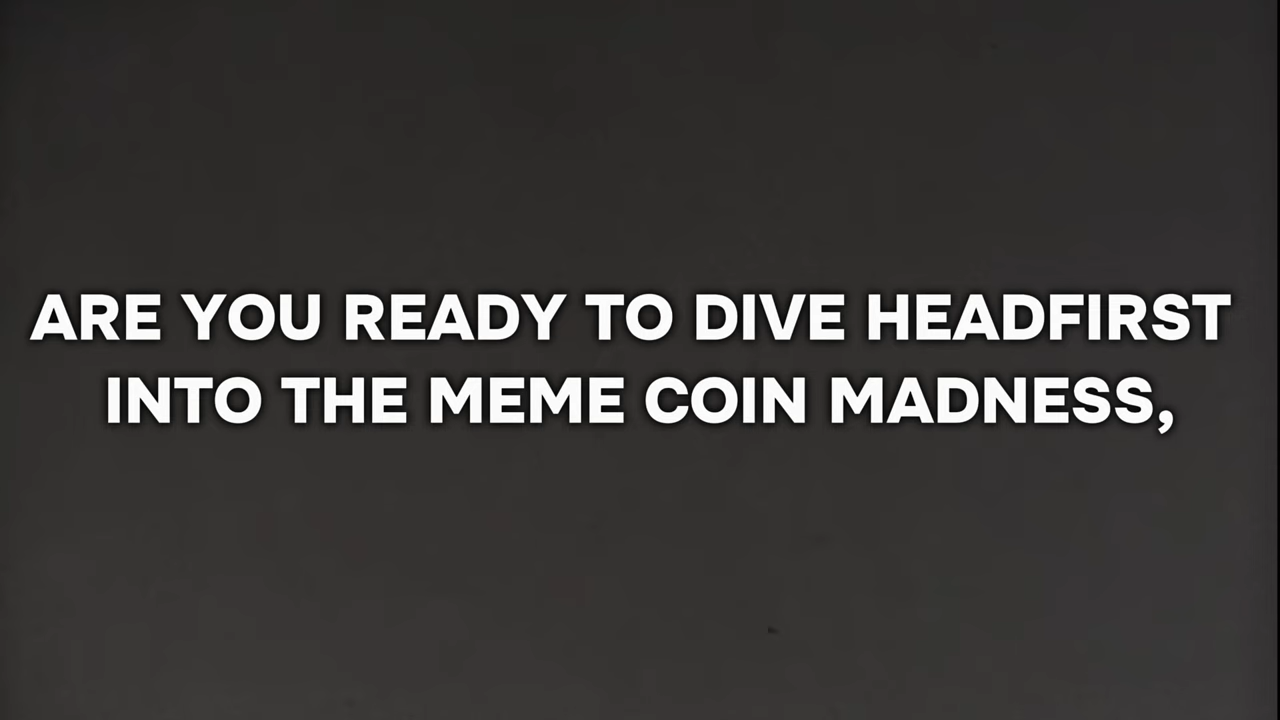 ARE YOU READY TO DIVE HEADFIRST
INTO THE MEME COIN MADNESS,